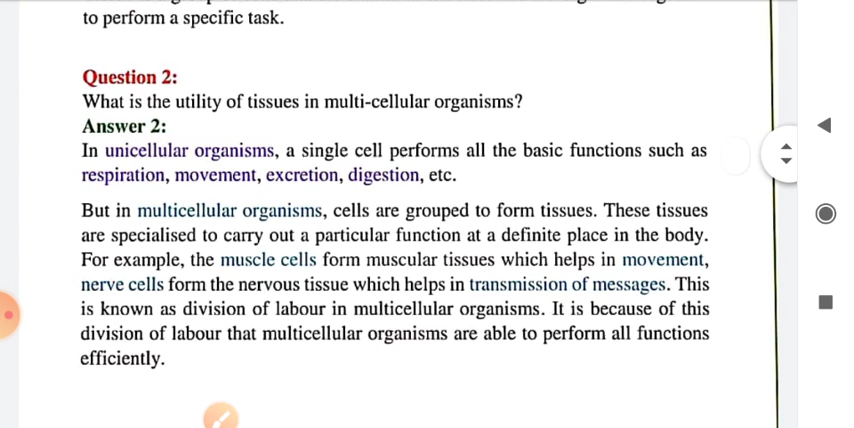 to perform a specific task.
Question 2:
What is the utility of tissues in multi-cellular organisms?
Answer 2:
In unicellular organisms, a single cell performs all the basic functions such as
respiration, movement, excretion, digestion, etc.
But in multicellular organisms, cells are grouped to form tissues. These tissues
are specialised to carry out a particular function at a definite place in the body.
For example, the muscle cells form muscular tissues which helps in movement,
nerve cells form the nervous tissue which helps in transmission of messages. This
is known as division of labour in multicellular organisms. It is because of this
division of labour that multicellular organisms are able to perform all functions
efficiently.